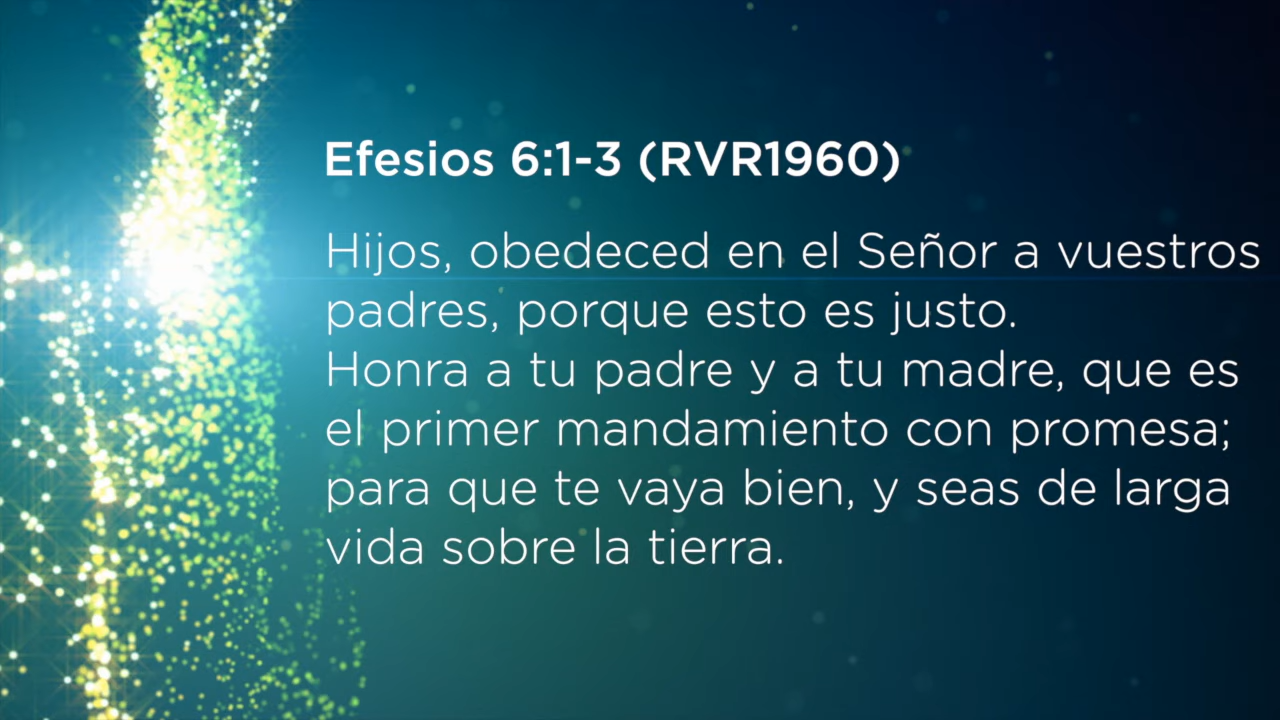 Efesios 6:1-3 (RVR1960)
Hijos, obedeced en el Señor a vuestros
padres, porque esto es justo.
Honra a tu padre y a tu madre, que es
el primer mandamiento con promesa;
para que te vaya bien, y seas de larga
vida sobre la tierra.